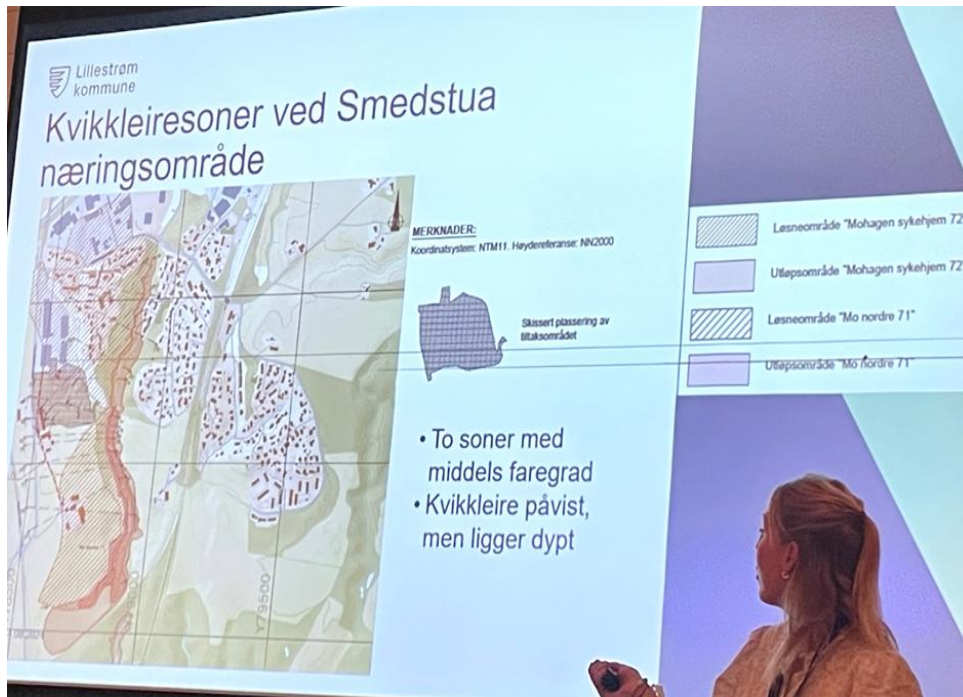 Lillestrøm
kommune
Kvikkleiresoner ved Smedstua
næringsområde
MERKNADER:
Koordinatsystem: NTM11. Høydereferanse: NN2000
Skissert plassering av
tiltaksområdet
• To soner med
middels faregrad
• Kvikkleire påvist,
men ligger dypt
Løsneområde "Mohagen sykehjem 72
Utløpsområde "Mohagen sykehjem 72
Løsneområde "Mo nordre 71"
Utløpsområde "Mo nordre 71"
Y79500